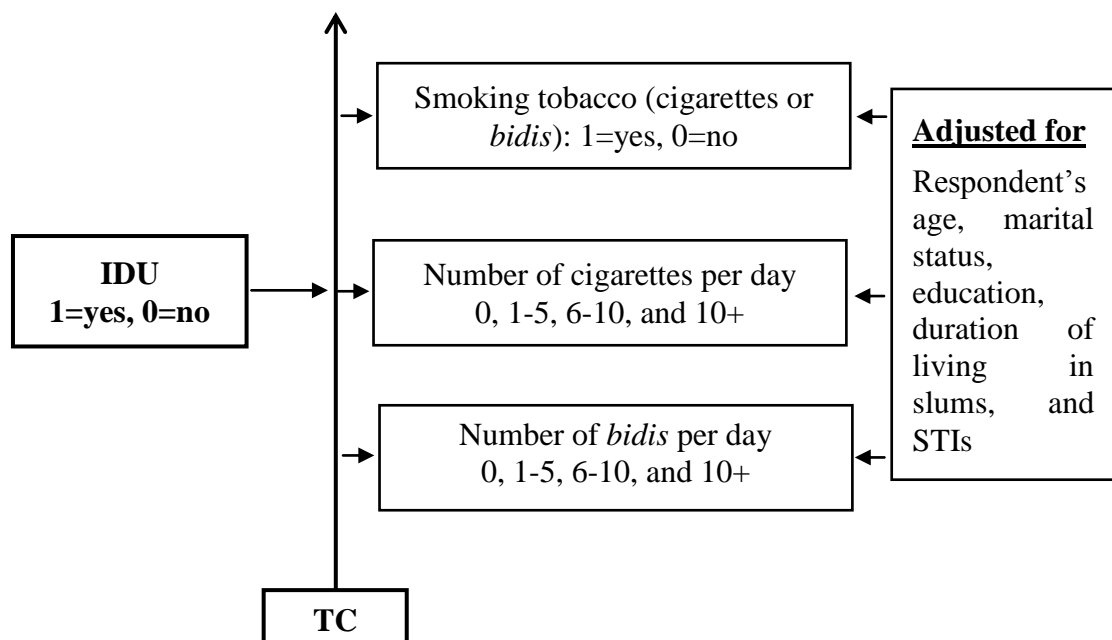 Smoking tobacco (cigarettes or
bidis): 1=yes, 0=no
IDU
1=yes, 0=no
Number of cigarettes per day
0, 1-5, 6-10, and 10+
Number of bidis per day
0, 1-5, 6-10, and 10+
TC
Adjusted for
Respondent’s
age, marital
status,
education,
duration of
living in
slums, and
STIs